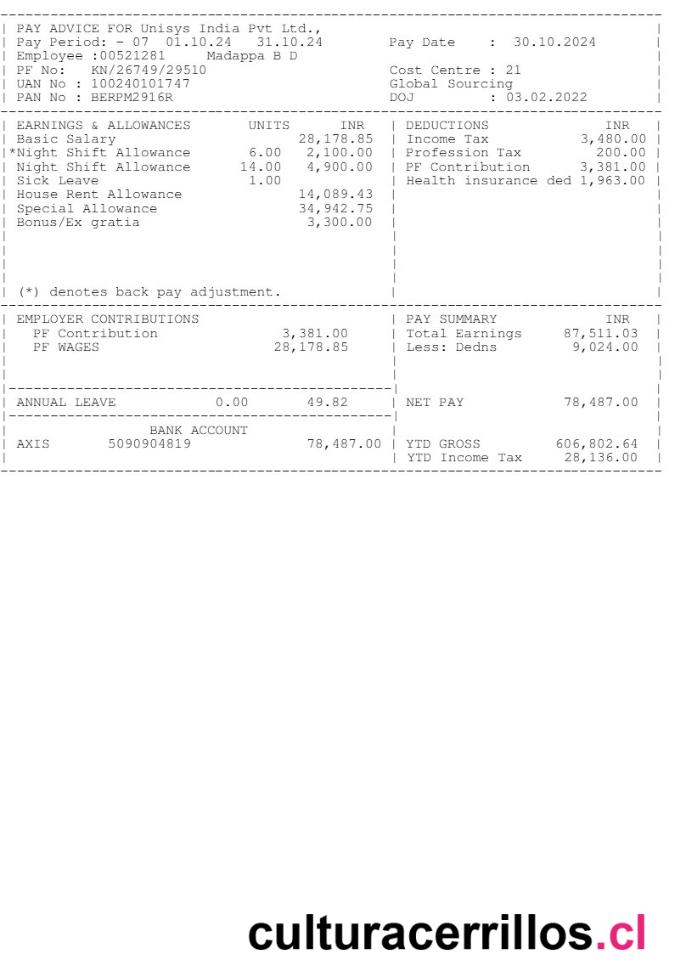 PAY ADVICE FOR Unisys India Pvt Ltd.,
Pay Period: - 07 01.10.24 31.10.24 Pay Date : 30.10.2024
Employee :00521281 Madappa B D
PF No: KN/26749/29510 Cost Centre : 21
UAN No : 100240101747 Global Sourcing
PAN No : BERPM2916R DOJ : 03.02.2022
EARNINGS & ALLOWANCES UNITS INR | DEDUCTIONS INR
Basic Salary 28,178.85 | Income Tax 3,480.00
*Night Shift Allowance 6.00 2,100.00 | Profession Tax 200.00
Night Shift Allowance 14.00 4,900.00 | PF Contribution 3,381.00
Sick Leave 1.00 | Health insurance ded 1,963.00
House Rent Allowance 14,089.43
Special Allowance 34,942.75
Bonus/Ex gratia 3,300.00
(*) denotes back pay adjustment.
EMPLOYER CONTRIBUTIONS | PAY SUMMARY INR
PF Contribution 3,381.00 | Total Earnings 87,511.03
PF WAGES 28,178.85 | Less: Dedns 9,024.00
ANNUAL LEAVE 0.00 49.82 | NET PAY 78,487.00
BANK ACCOUNT
AXIS 5090904819 78,487.00 | YTD GROSS 606,802.64
YTD Income Tax 28,136.00
culturacerrillos.cl